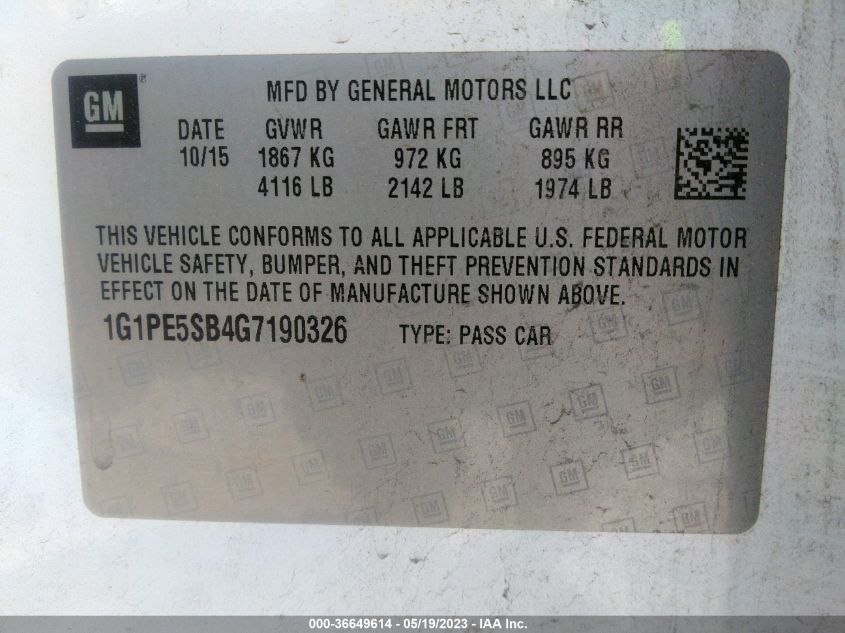 GM
MFD BY GENERAL MOTORS LLC
DATE GVWR GAWR FRT GAWR RR
10/15 1867 KG 972 KG 895 KG
4116 LB 2142 LB 1974 LB
THIS VEHICLE CONFORMS TO ALL APPLICABLE U.S. FEDERAL MOTOR
VEHICLE SAFETY, BUMPER, AND THEFT PREVENTION STANDARDS IN
EFFECT ON THE DATE OF MANUFACTURE SHOWN ABOVE.
1G1PE5SB4G7190326 TYPE: PASS CAR
000-36649614 - 05/19/2023 - IAA Inc.